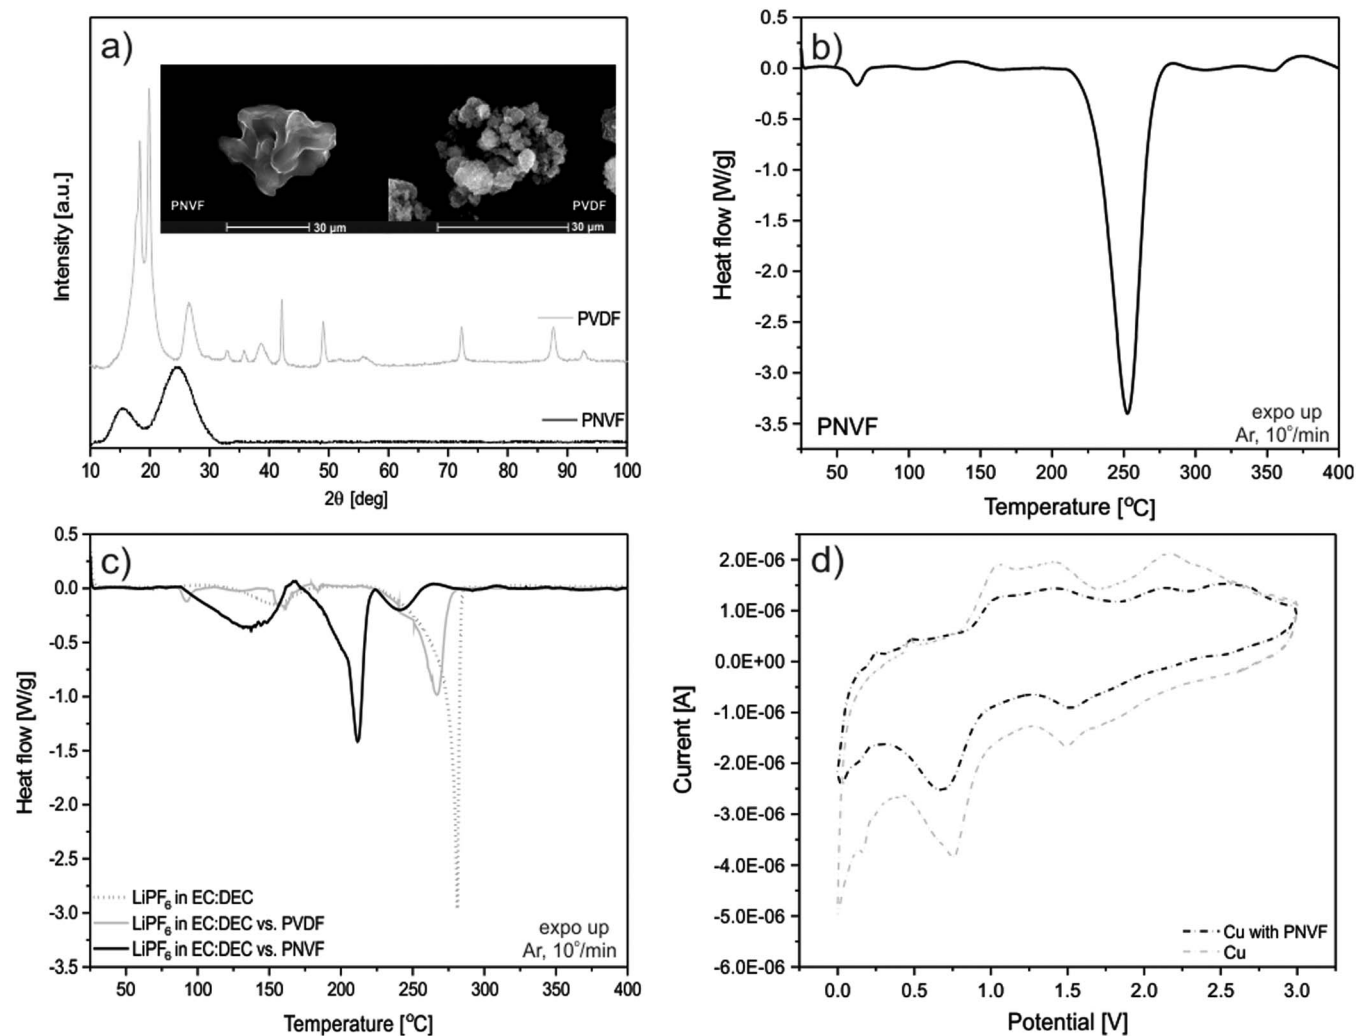 a)
Intensity [a.u.]
PNVF
30 μm
PVDF
30 μm
PVDF
PNVF
10 20 30 40 50 60 70 80 90 100
2θ [deg]
b)
0.5
0.0
-0.5
-1.0
-1.5
-2.0
-2.5
-3.0
-3.5
Heat flow [W/g]
PNVF
expo up
Ar, 10°/min
50 100 150 200 250 300 350 400
Temperature [°C]
c)
0.5
0.0
-0.5
-1.0
-1.5
-2.0
-2.5
-3.0
-3.5
Heat flow [W/g]
LiPF₆ in EC:DEC
LiPF₆ in EC:DEC vs. PVDF
LiPF₆ in EC:DEC vs. PNVF
expo up
Ar, 10°/min
50 100 150 200 250 300 350 400
Temperature [°C]
d)
2.0E-06
1.0E-06
0.0E+00
-1.0E-06
-2.0E-06
-3.0E-06
-4.0E-06
-5.0E-06
-6.0E-06
Current [A]
Cu with PNVF
Cu
0.0 0.5 1.0 1.5 2.0 2.5 3.0
Potential [V]